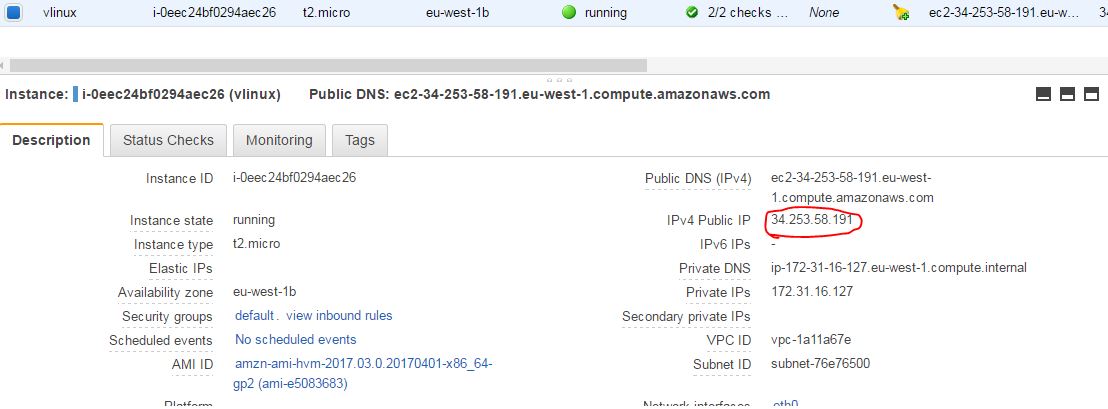 vlinux i-0eec24bf0294aec26 t2.micro eu-west-1b running 2/2 checks ... None ec2-34-253-58-191.eu-w...
Instance: i-0eec24bf0294aec26 (vlinux) Public DNS: ec2-34-253-58-191.eu-west-1.compute.amazonaws.com
Description Status Checks Monitoring Tags
Instance ID i-0eec24bf0294aec26 Public DNS (IPv4) ec2-34-253-58-191.eu-west-
1.compute.amazonaws.com
Instance state running IPv4 Public IP 34.253.58.191
Instance type t2.micro IPv6 IPs -
Elastic IPs Private DNS ip-172-31-16-127.eu-west-1.compute.internal
Availability zone eu-west-1b Private IPs 172.31.16.127
Security groups default . view inbound rules Secondary private IPs
Scheduled events No scheduled events VPC ID vpc-1a11a67e
AMI ID amzn-ami-hvm-2017.03.0.20170401-x86_64- Subnet ID subnet-76e76500
gp2 (ami-e5083683)
Platform Network interfaces eth0